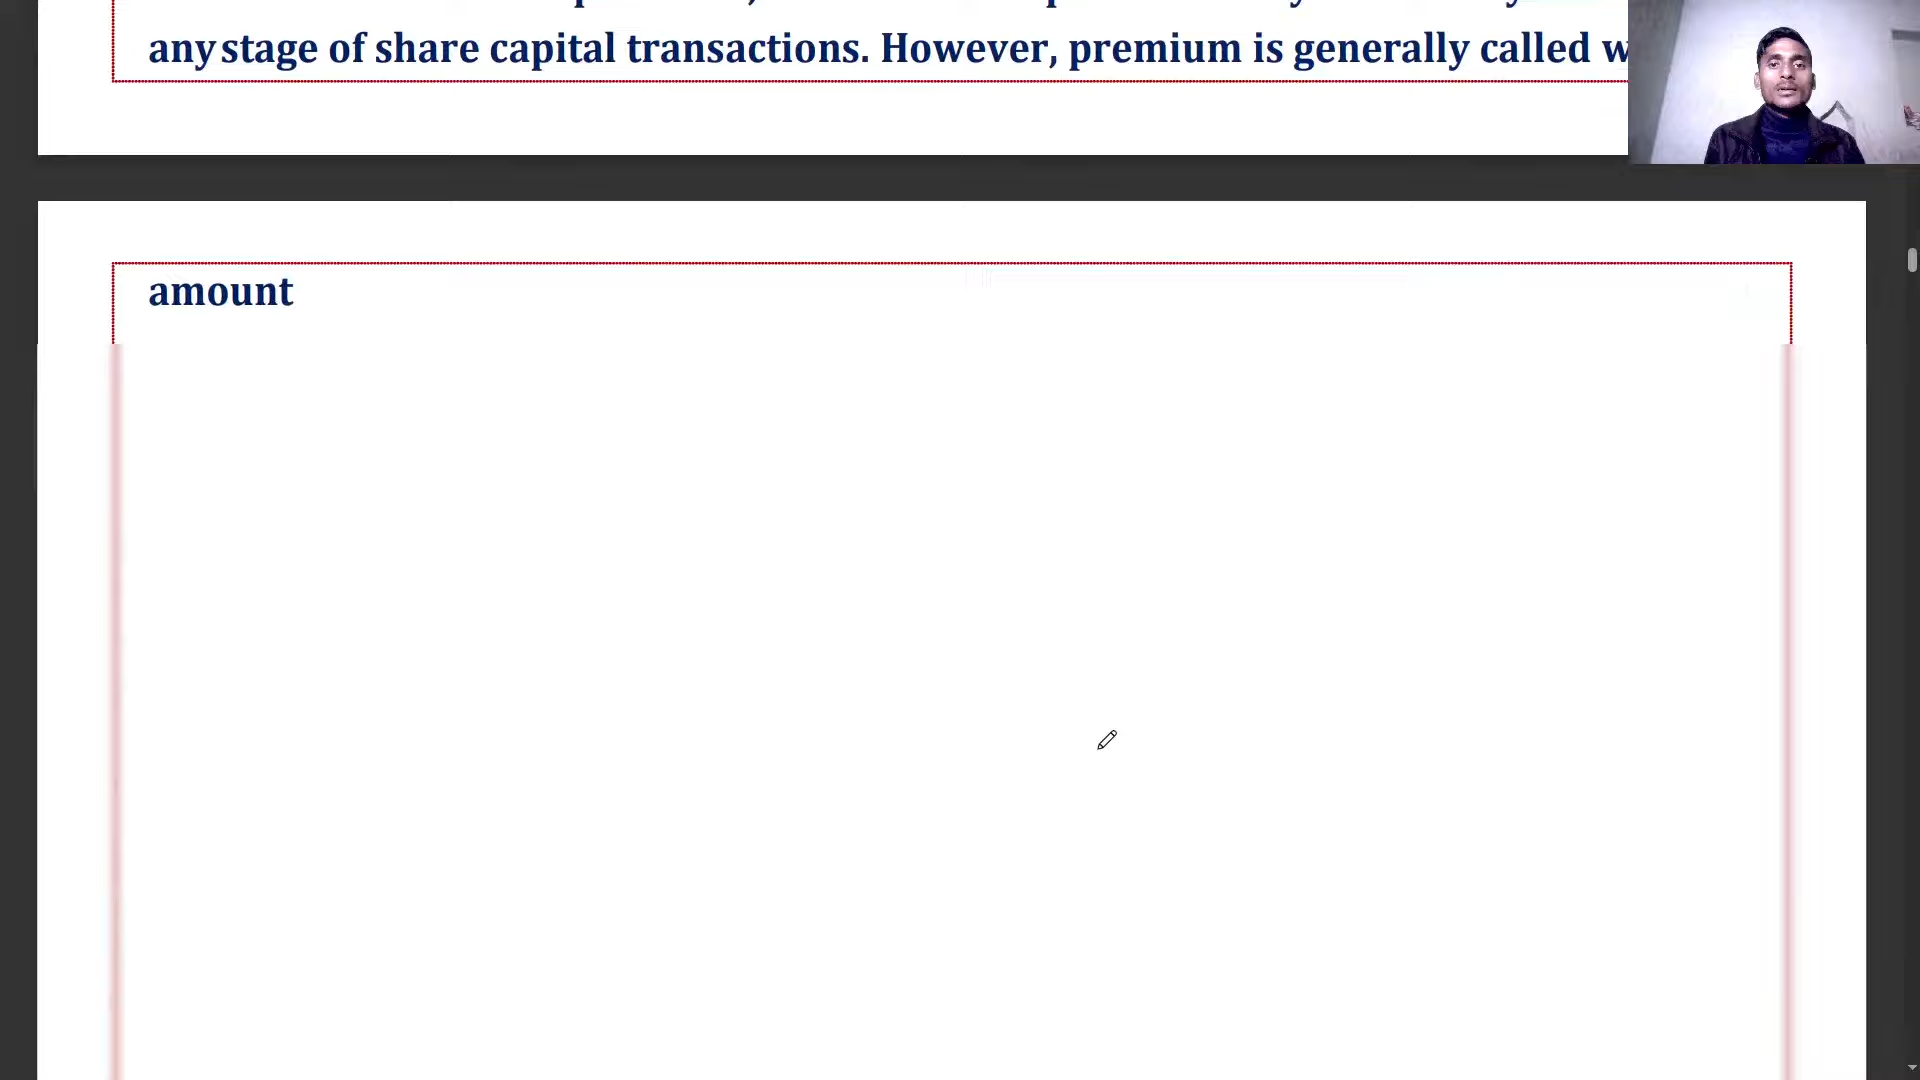 any stage of share capital transactions. However, premium is generally called
amount